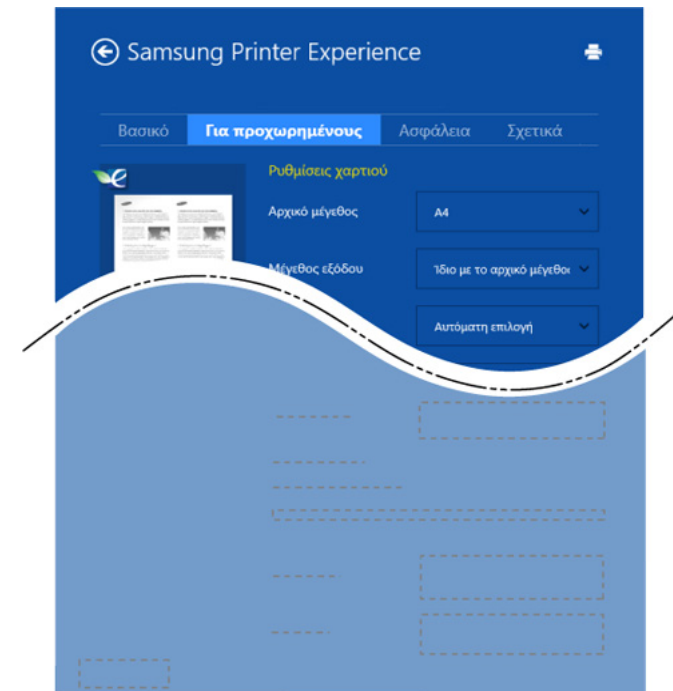 Samsung Printer Experience
Βασικό Για προχωρημένους Ασφάλεια Σχετικά
Ρυθμίσεις χαρτιού
Αρχικό μέγεθος A4
Μέγεθος εξόδου Ίδιο με το αρχικό μέγεθος
Αυτόματη επιλογή